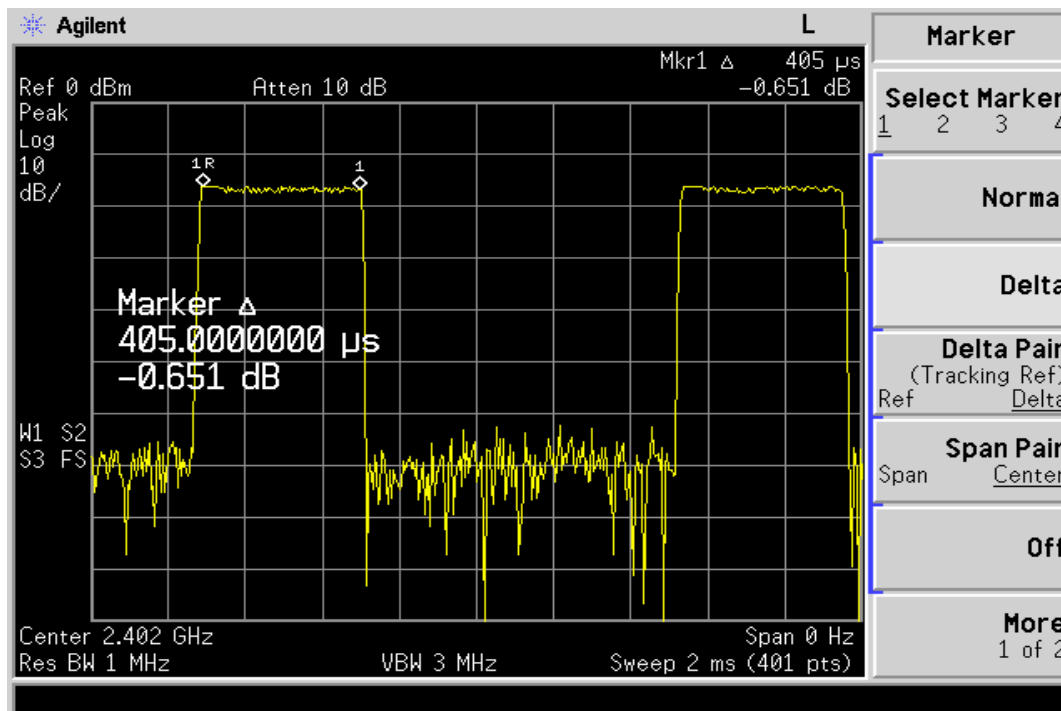 Agilent
L
Marker
Mkr1 Δ 405 µs
Ref 0 dBm Atten 10 dB -0.651 dB
Peak
Log
10
dB/
1R
1
Marker Δ
405.0000000 µs
-0.651 dB
W1 S2
S3 FS
Center 2.402 GHz Span 0 Hz
Res BW 1 MHz VBW 3 MHz Sweep 2 ms (401 pts)
Select Marker
1 2 3 4
Norma
Delta
Delta Pair
(Tracking Ref)
Ref Delta
Span Pair
Span Center
Off
More
1 of 2